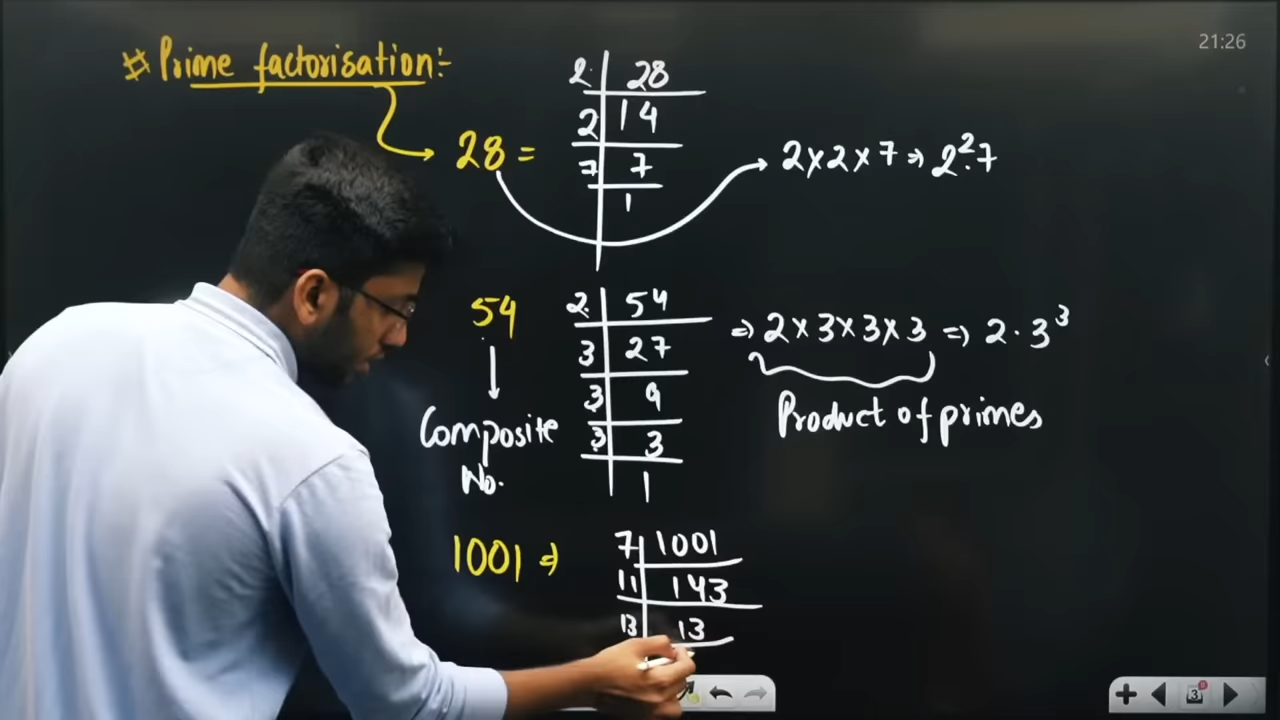 21:26
# Prime factorisation:-
28 =
2 | 28
2 | 14
7 | 7
1
2×2×7 ⇒ 2².7
54
Composite
No.
2 | 54
3 | 27
3 | 9
3 | 3
1
⇒ 2×3×3×3 ⇒ 2·3³
Product of primes
1001 ⇒
7 | 1001
11 | 143
13 | 13
3
8